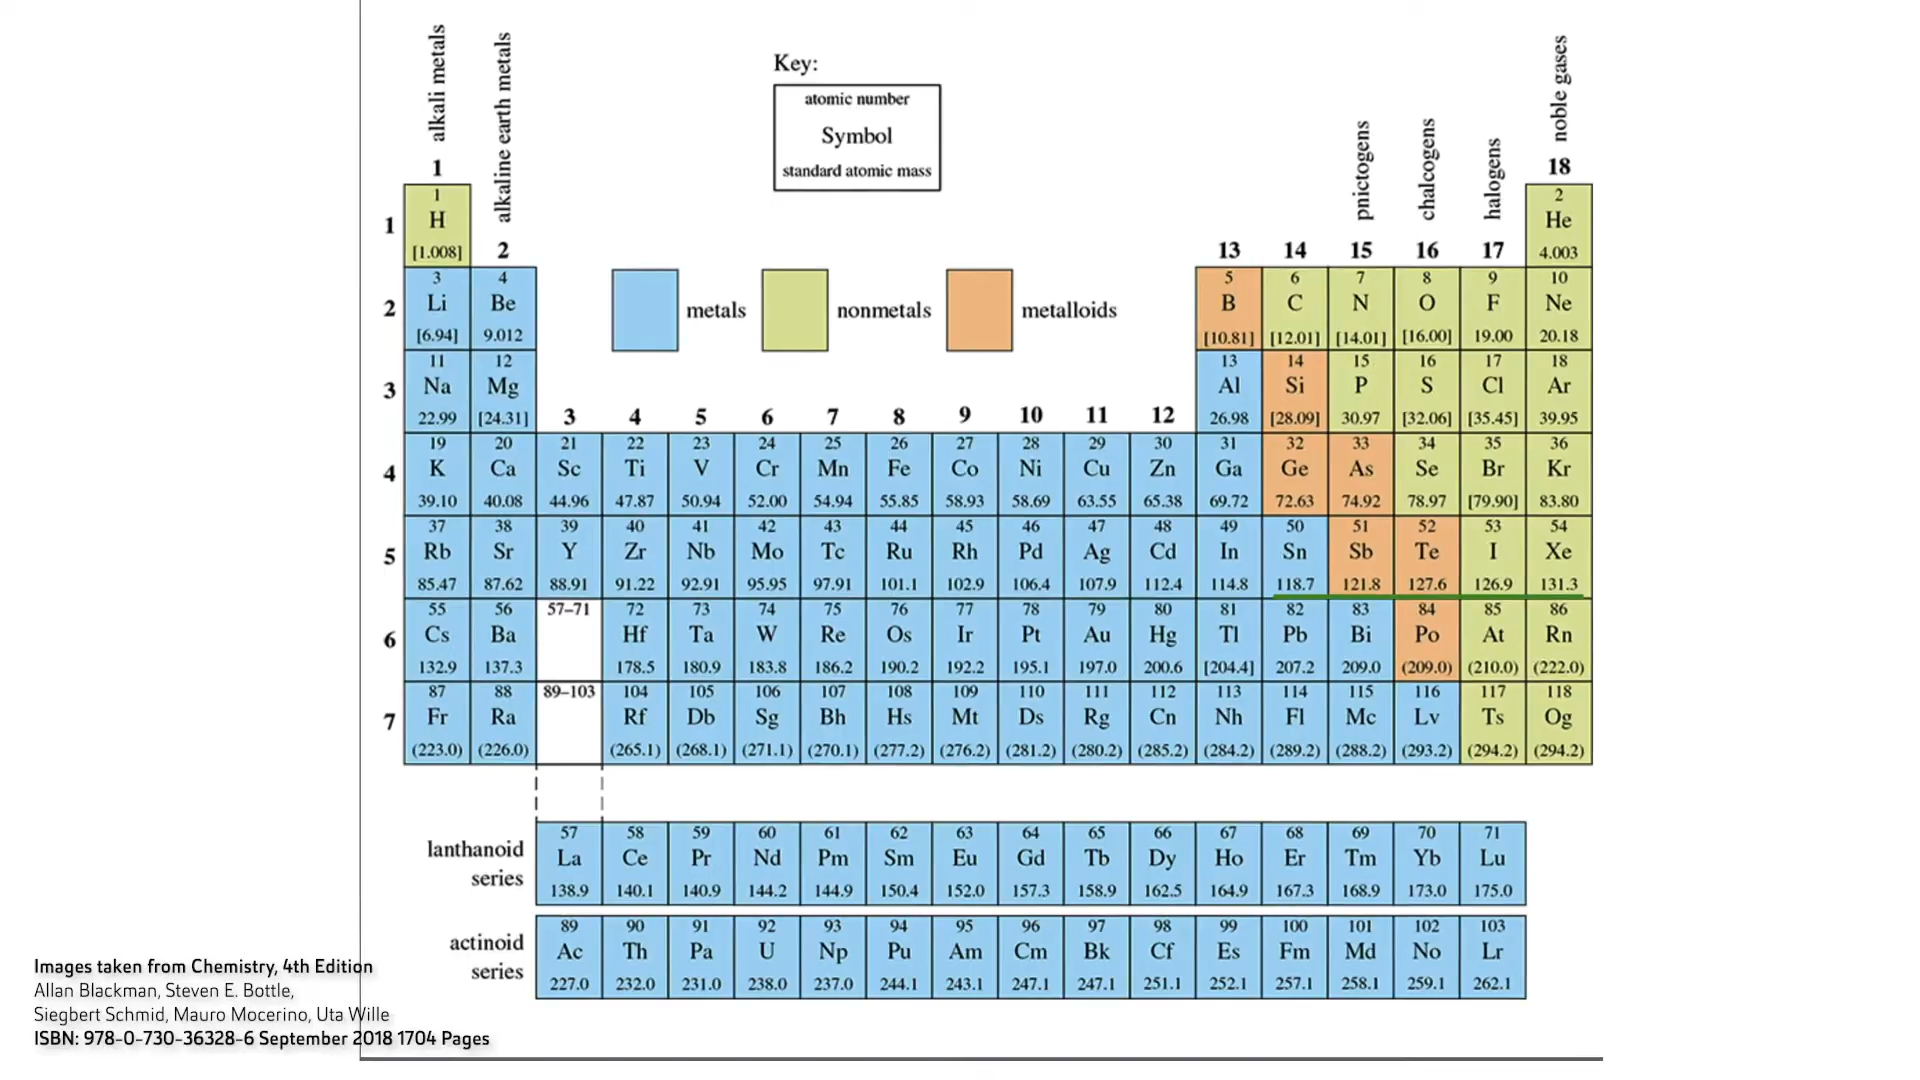 alkali metals
alkaline earth metals
Key:
atomic number
Symbol
standard atomic mass
pnictogens
chalcogens
halogens
noble gases
1 18
1 1 H [1.008] 2 He 4.003
2 13 14 15 16 17
metals nonmetals metalloids
2 3 Li [6.94] 4 Be 9.012 5 B [10.81] 6 C [12.01] 7 N [14.01] 8 O [16.00] 9 F 19.00 10 Ne 20.18
3 11 Na 22.99 12 Mg [24.31] 13 Al 26.98 14 Si [28.09] 15 P 30.97 16 S [32.06] 17 Cl [35.45] 18 Ar 39.95
3 4 5 6 7 8 9 10 11 12
4 19 K 39.10 20 Ca 40.08 21 Sc 44.96 22 Ti 47.87 23 V 50.94 24 Cr 52.00 25 Mn 54.94 26 Fe 55.85 27 Co 58.93 28 Ni 58.69 29 Cu 63.55 30 Zn 65.38 31 Ga 69.72 32 Ge 72.63 33 As 74.92 34 Se 78.97 35 Br [79.90] 36 Kr 83.80
5 37 Rb 85.47 38 Sr 87.62 39 Y 88.91 40 Zr 91.22 41 Nb 92.91 42 Mo 95.95 43 Tc 97.91 44 Ru 101.1 45 Rh 102.9 46 Pd 106.4 47 Ag 107.9 48 Cd 112.4 49 In 114.8 50 Sn 118.7 51 Sb 121.8 52 Te 127.6 53 I 126.9 54 Xe 131.3
6 55 Cs 132.9 56 Ba 137.3 57–71 72 Hf 178.5 73 Ta 180.9 74 W 183.8 75 Re 186.2 76 Os 190.2 77 Ir 192.2 78 Pt 195.1 79 Au 197.0 80 Hg 200.6 81 Tl [204.4] 82 Pb 207.2 83 Bi 209.0 84 Po (209.0) 85 At (210.0) 86 Rn (222.0)
7 87 Fr (223.0) 88 Ra (226.0) 89–103 104 Rf (265.1) 105 Db (268.1) 106 Sg (271.1) 107 Bh (270.1) 108 Hs (277.2) 109 Mt (276.2) 110 Ds (281.2) 111 Rg (280.2) 112 Cn (285.2) 113 Nh (284.2) 114 Fl (289.2) 115 Mc (288.2) 116 Lv (293.2) 117 Ts (294.2) 118 Og (294.2)
lanthanoid
series
57 La 138.9 58 Ce 140.1 59 Pr 140.9 60 Nd 144.2 61 Pm 144.9 62 Sm 150.4 63 Eu 152.0 64 Gd 157.3 65 Tb 158.9 66 Dy 162.5 67 Ho 164.9 68 Er 167.3 69 Tm 168.9 70 Yb 173.0 71 Lu 175.0
actinoid
series
89 Ac 227.0 90 Th 232.0 91 Pa 231.0 92 U 238.0 93 Np 237.0 94 Pu 244.1 95 Am 243.1 96 Cm 247.1 97 Bk 247.1 98 Cf 251.1 99 Es 252.1 100 Fm 257.1 101 Md 258.1 102 No 259.1 103 Lr 262.1
Images taken from Chemistry, 4th Edition
Allan Blackman, Steven E. Bottle,
Siegbert Schmid, Mauro Mocerino, Uta Wille
ISBN: 978-0-730-36328-6 September 2018 1704 Pages